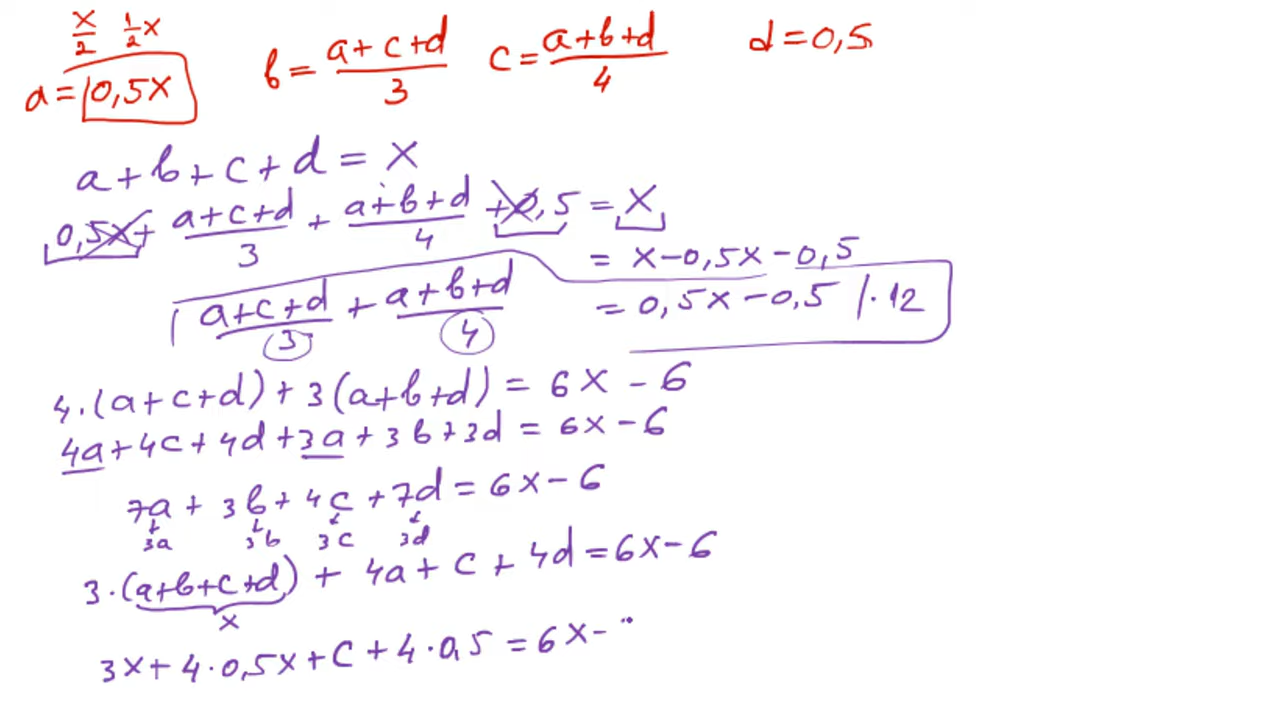 x/2 1/2x
a = 0,5x b = (a+c+d)/3 c = (a+b+d)/4 d = 0,5
a + b + c + d = x
0,5x + (a+c+d)/3 + (a+b+d)/4 + 0,5 = x
= x - 0,5x - 0,5
(a+c+d)/3 + (a+b+d)/4 = 0,5x - 0,5 /· 12
4·(a+c+d) + 3(a+b+d) = 6x - 6
4a + 4c + 4d + 3a + 3b + 3d = 6x - 6
7a + 3b + 4c + 7d = 6x - 6
3a 3b 3c 3d
3·(a+b+c+d) + 4a + c + 4d = 6x - 6
x
3x + 4·0,5x + c + 4·0,5 = 6x -